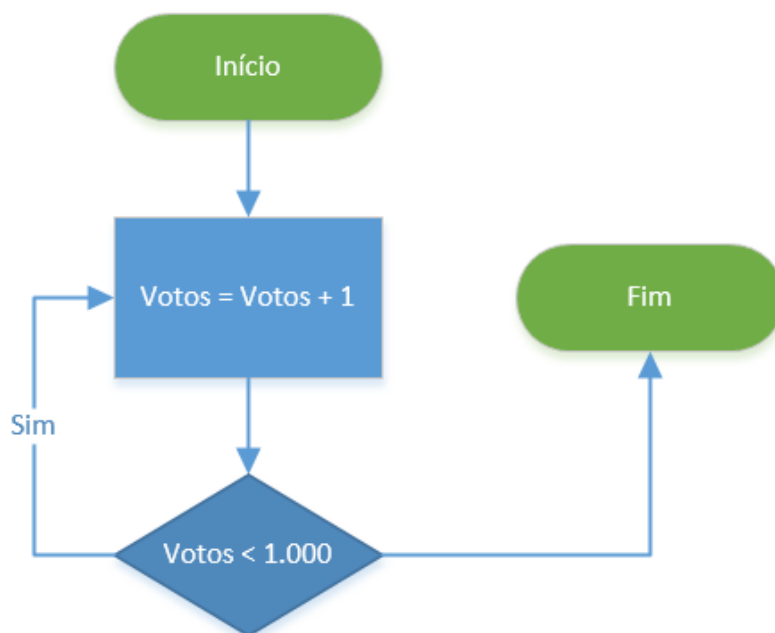 Início
Votos = Votos + 1
Fim
Sim
Votos < 1.000